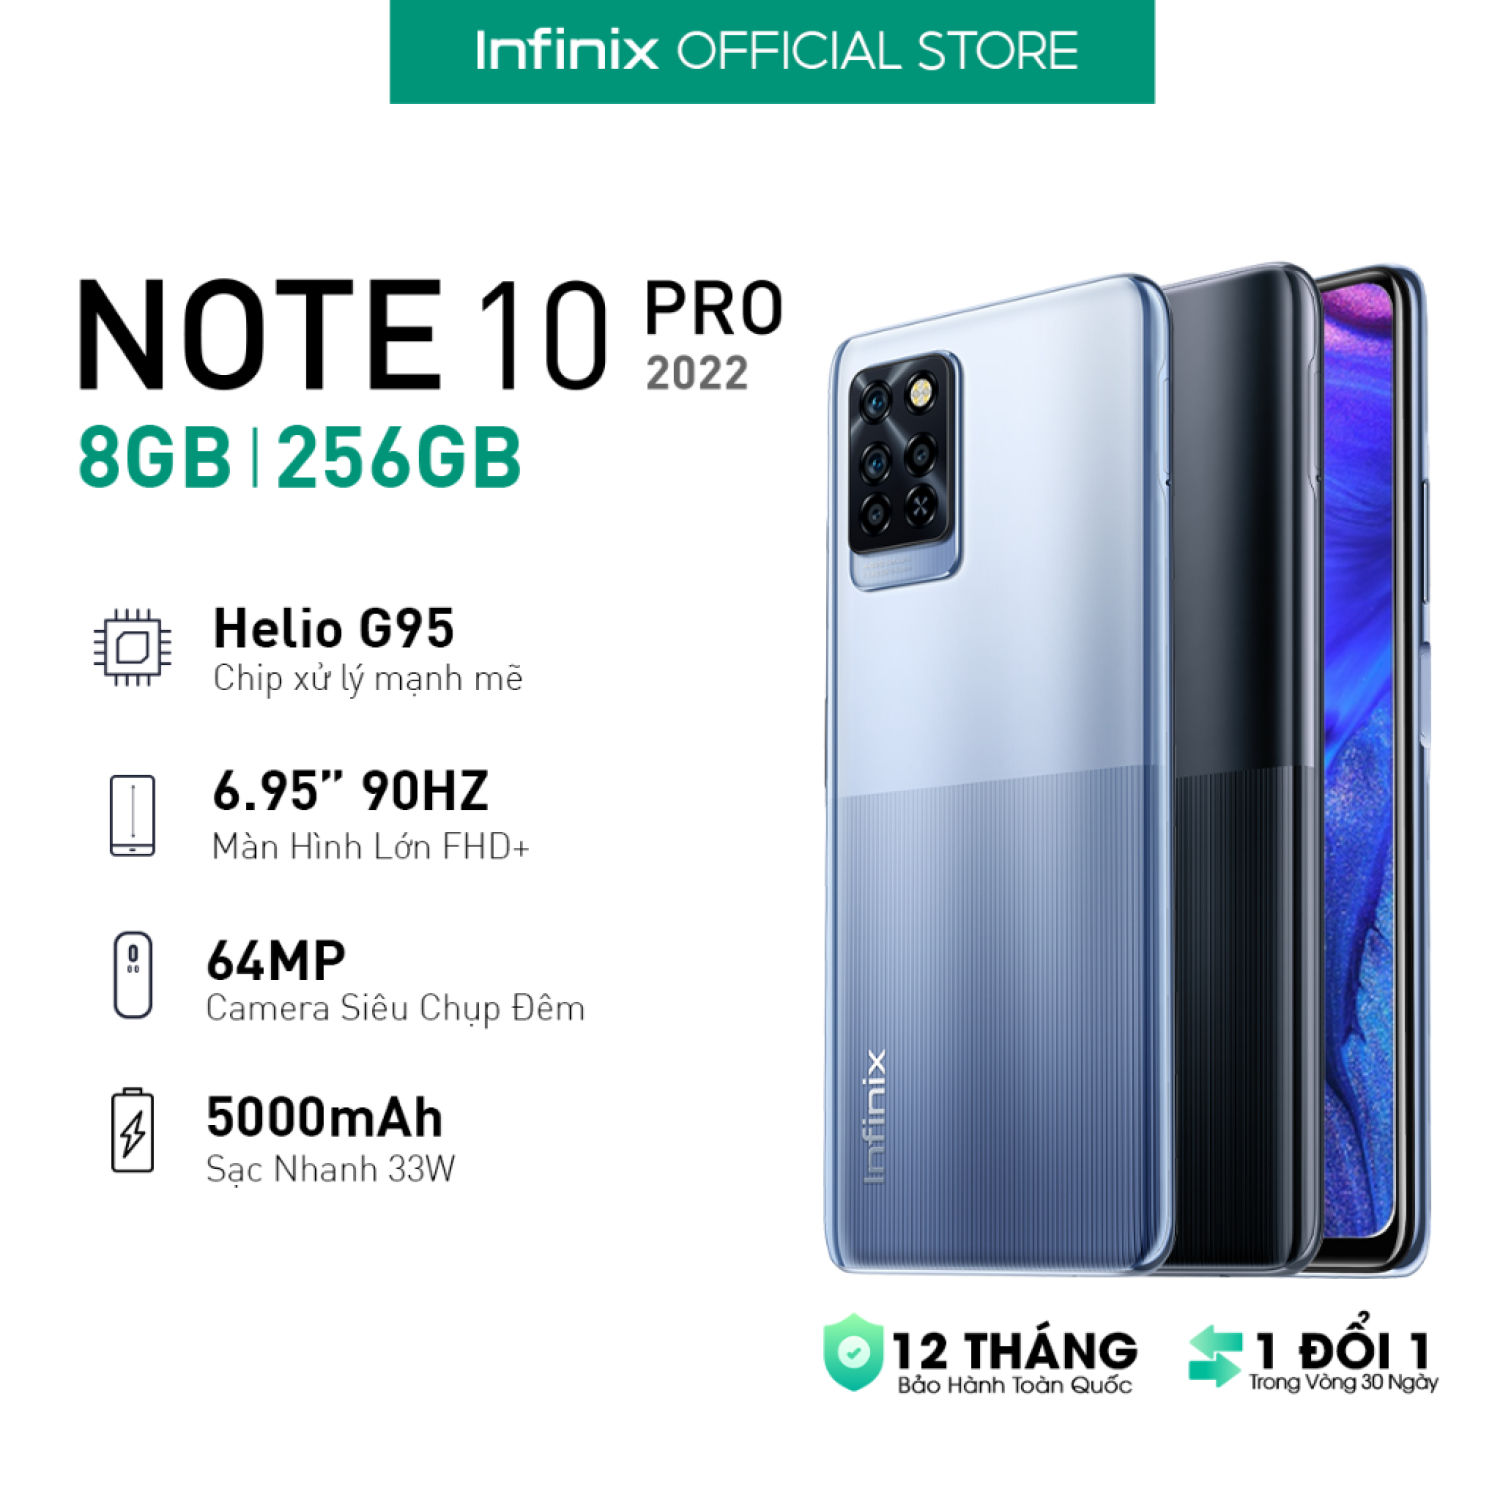 Infinix OFFICIAL STORE
NOTE 10 PRO
2022
8GB | 256GB
Helio G95
Chip xử lý mạnh mẽ
6.95” 90HZ
Màn Hình Lớn FHD+
64MP
Camera Siêu Chụp Đêm
5000mAh
Sạc Nhanh 33W
Infinix
12 THÁNG
Bảo Hành Toàn Quốc
1 ĐỔI 1
Trong Vòng 30 Ngày